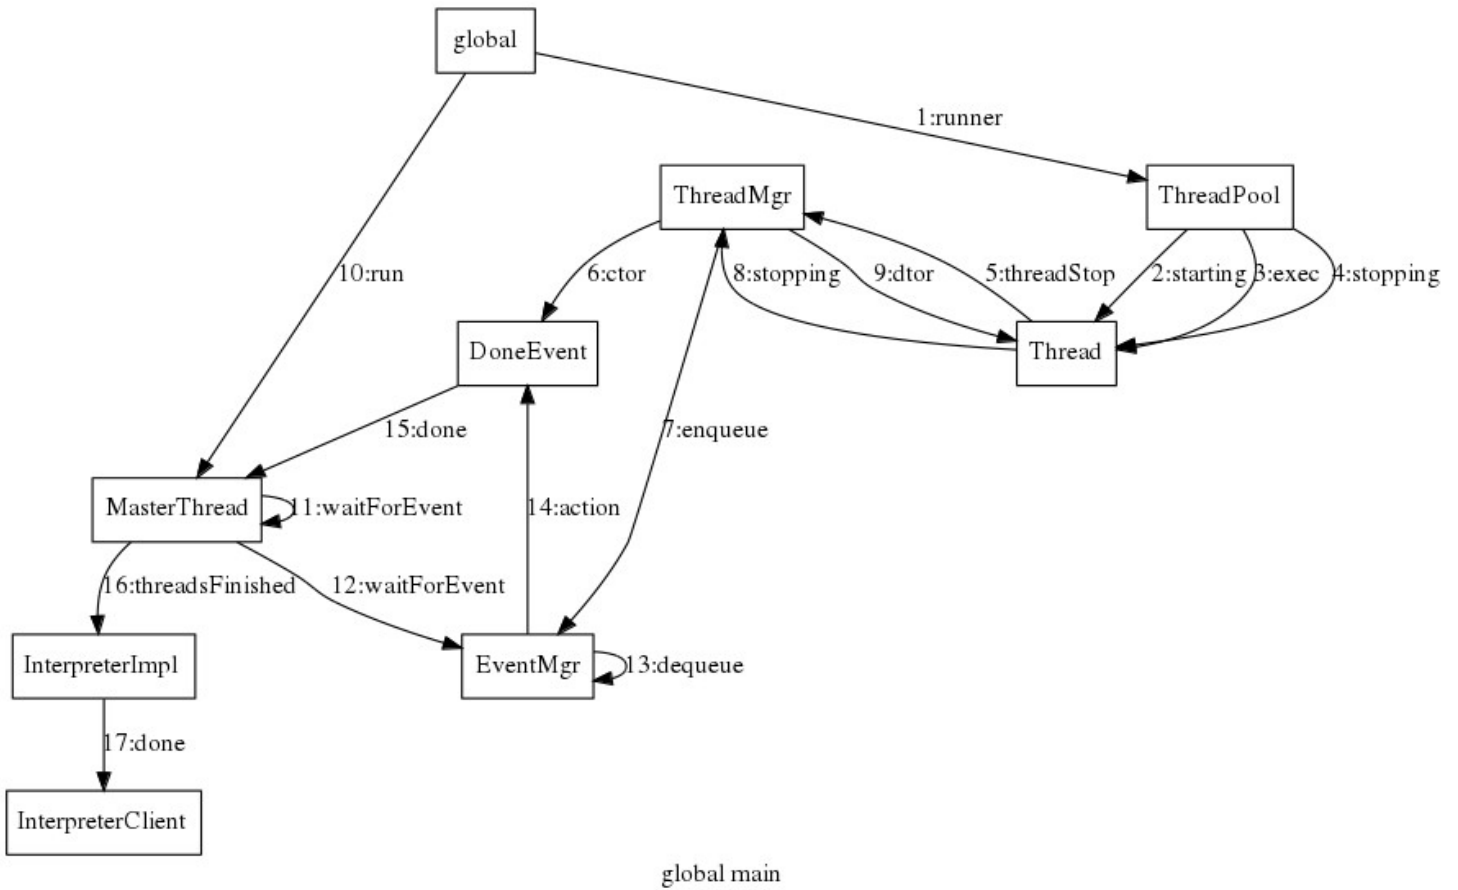 global
1:runner
ThreadMgr
ThreadPool
10:run
6:ctor
8:stopping
9:dtor
5:threadStop
2:starting
3:exec
4:stopping
DoneEvent
Thread
15:done
7:enqueue
MasterThread
11:waitForEvent
14:action
16:threadsFinished
12:waitForEvent
InterpreterImpl
EventMgr
13:dequeue
17:done
InterpreterClient
global main